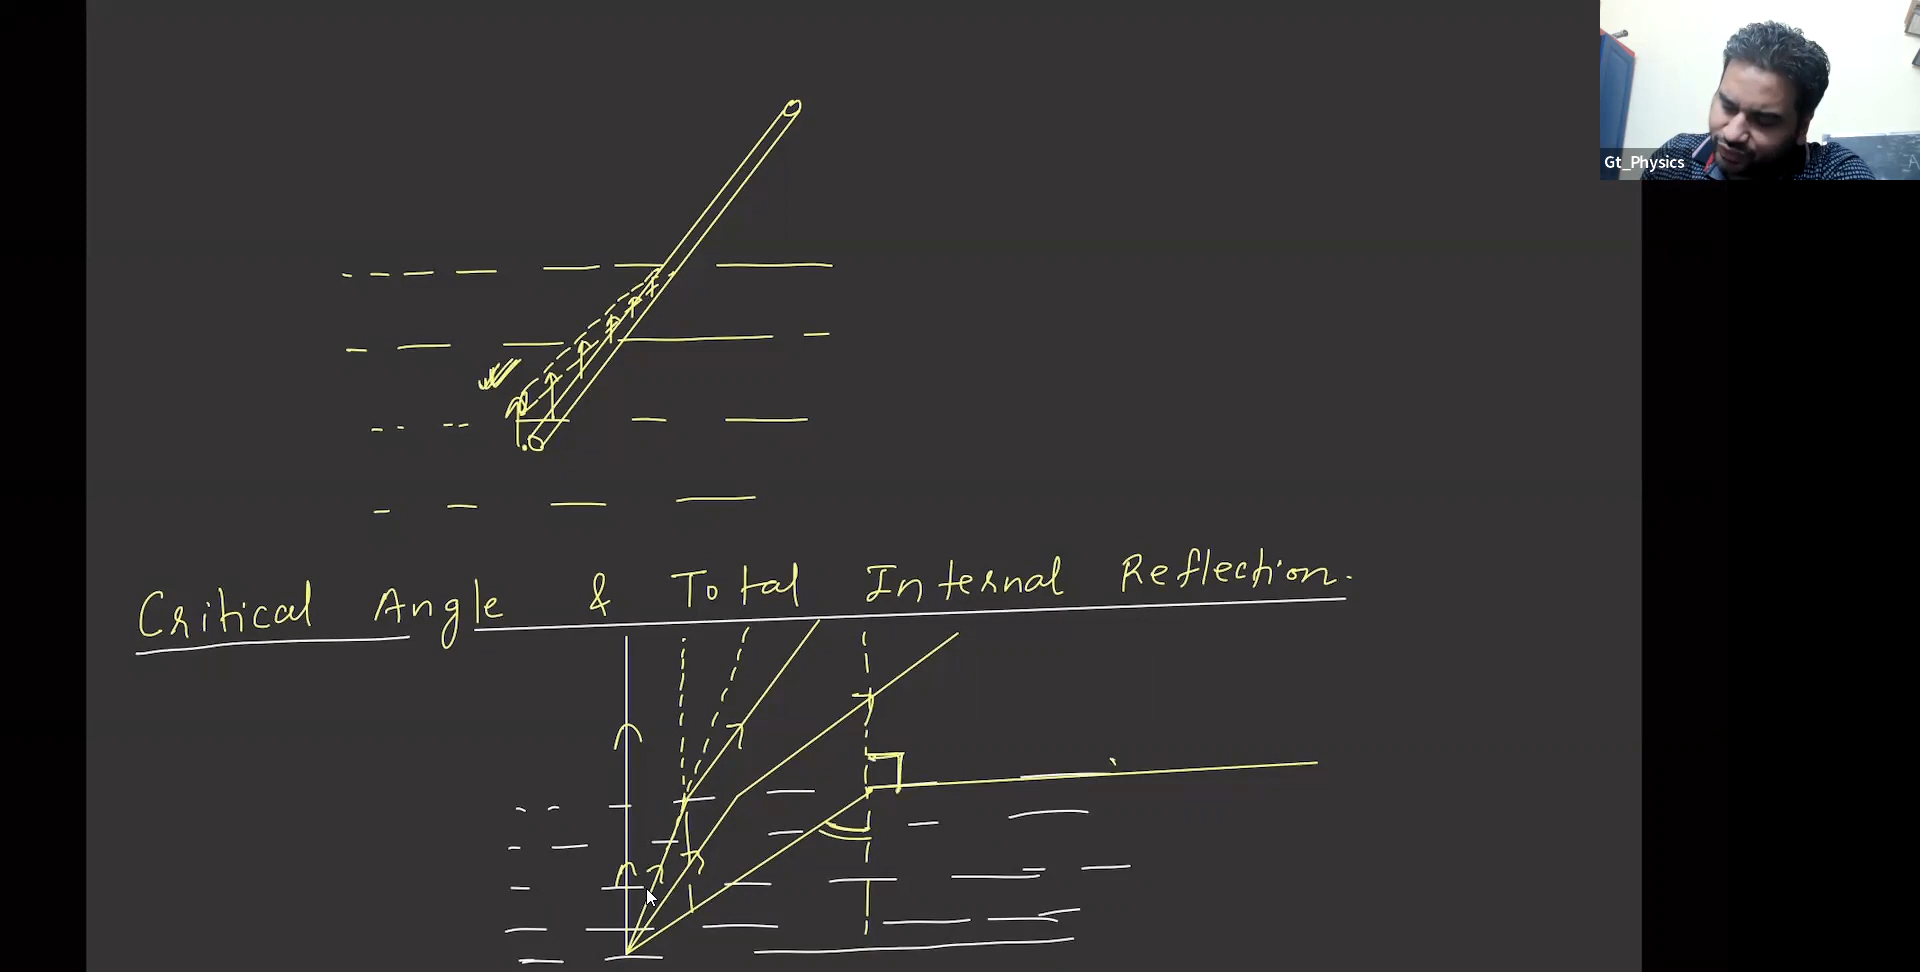 Gt_Physics
Critical Angle & Total Internal Reflection.